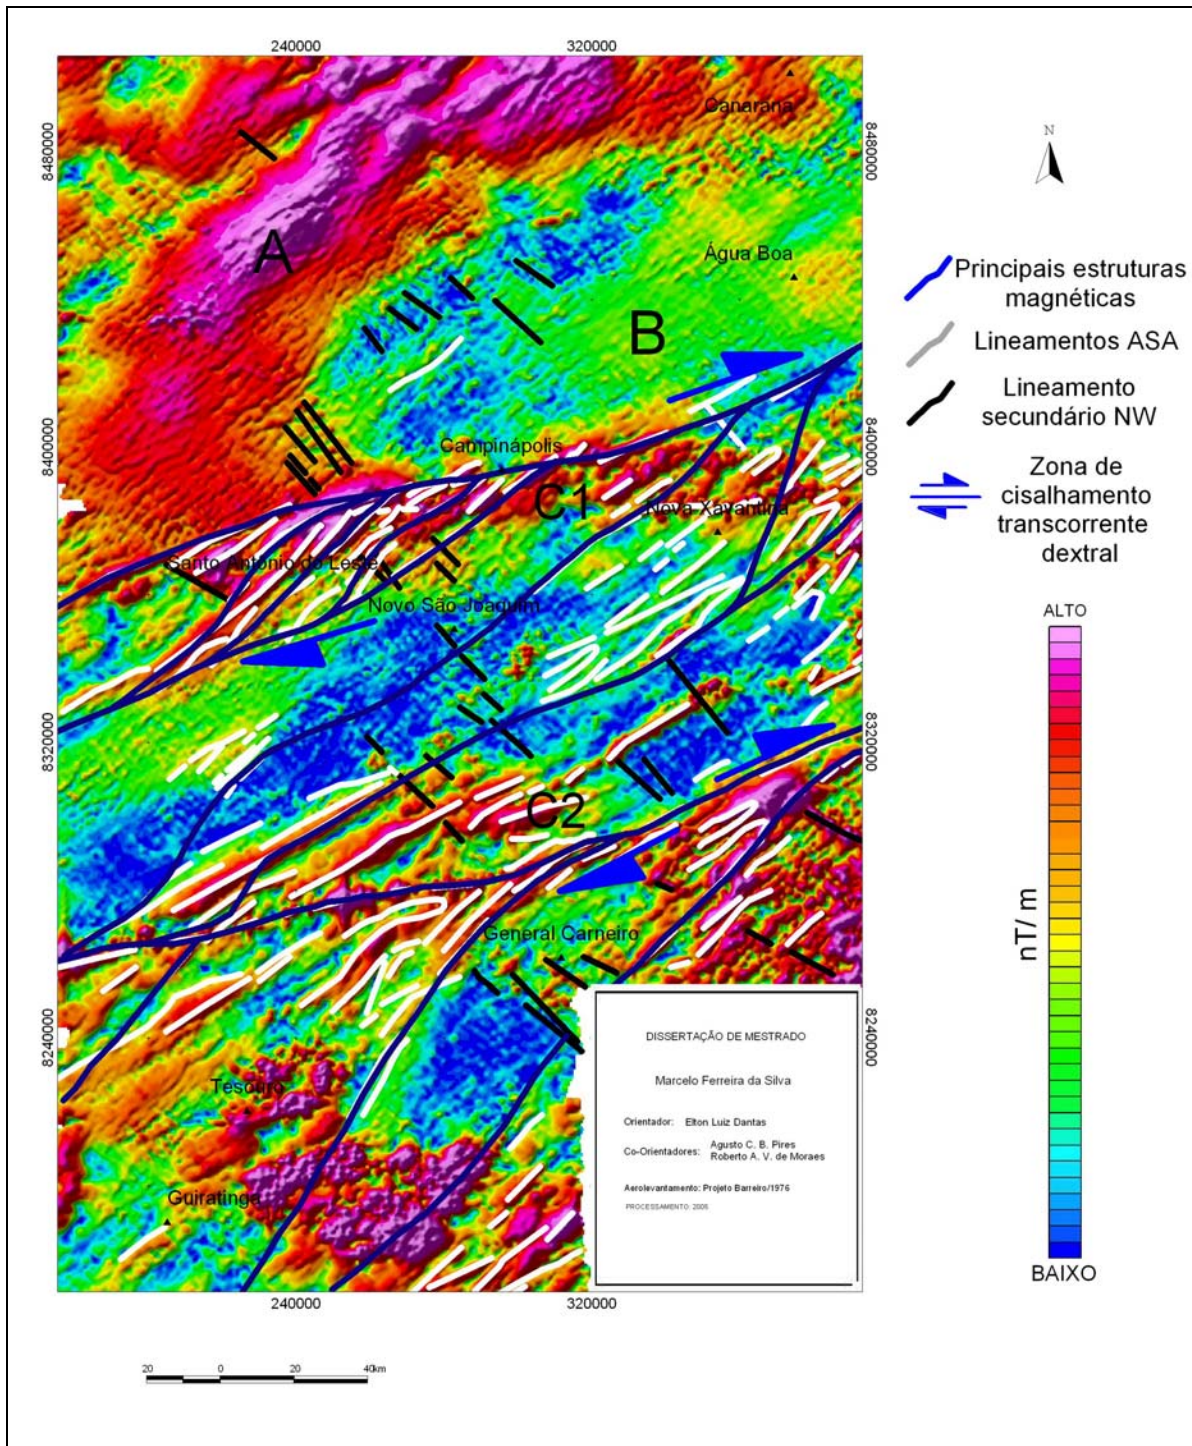 240000
320000
Canarana
8480000
8480000
N
A
Água Boa
Principais estruturas
magnéticas
B
Lineamentos ASA
Lineamento
secundário NW
8400000
8400000
Campinápolis
Zona de
cisalhamento
transcorrente
dextral
C1
Nova Xavantina
Santo Antônio do Leste
Novo São Joaquim
ALTO
8320000
8320000
C2
nT/ m
General Carneiro
8240000
8240000
DISSERTAÇÃO DE MESTRADO
Marcelo Ferreira da Silva
Tesouro
Orientador: Elton Luiz Dantas
Co-Orientadores: Agusto C. B. Pires
Roberto A. V. de Moraes
Aerolevantamento: Projeto Barreiro/1976
Guiratinga
BAIXO
240000
320000
20 0 20 40km